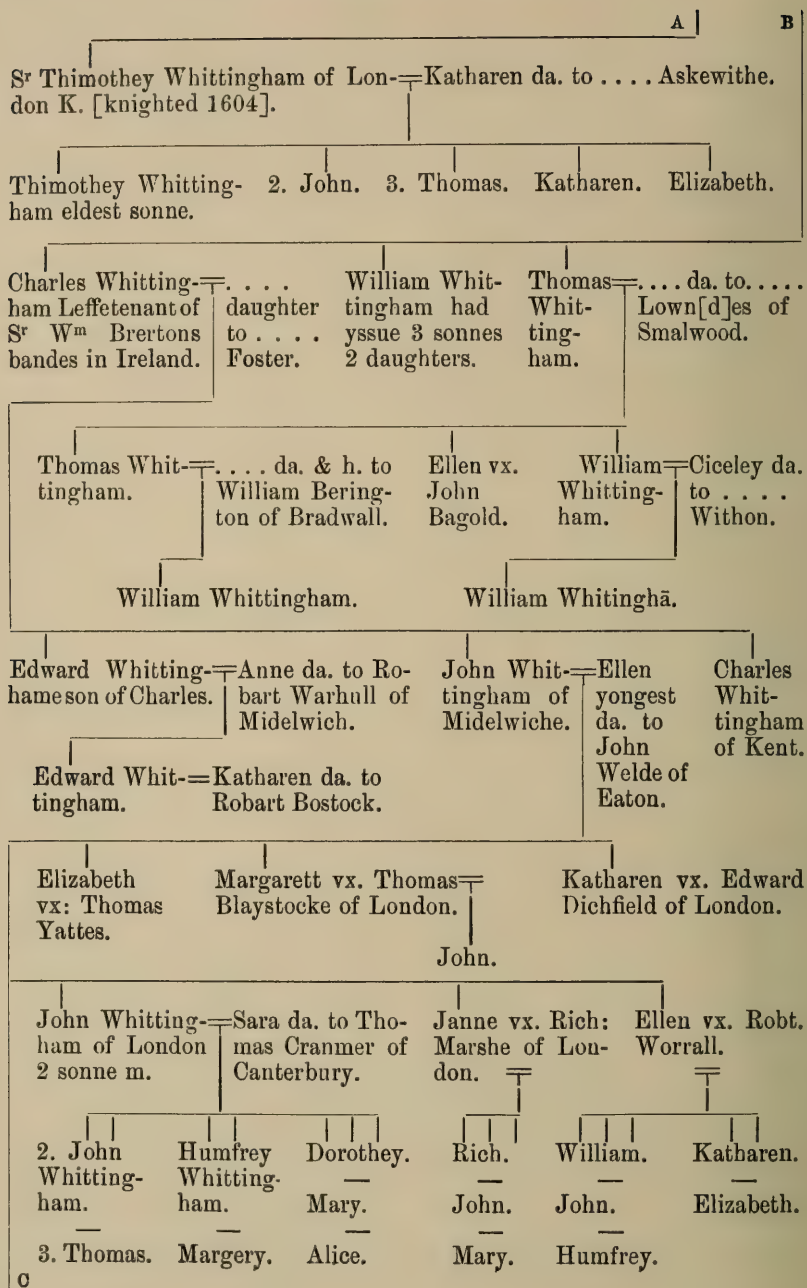 A B
Sʳ Thimothey Whittingham of Lon-=Katharen da. to .... Askewithe.
don K. [knighted 1604].
Thimothey Whitting- 2. John. 3. Thomas. Katharen. Elizabeth.
ham eldest sonne.
Charles Whitting-=....
ham Leffetenant of daughter
Sʳ Wᵐ Brertons to ....
bandes in Ireland. Foster.
William Whit-
tingham had
yssue 3 sonnes
2 daughters.
Thomas=.... da. to.....
Whit- Lown[d]es of
ting- Smalwood.
ham.
Thomas Whit-=.... da. & h. to
tingham. William Bering-
ton of Bradwall.
Ellen vx.
John
Bagold.
William=Ciceley da.
Whitting- to ....
ham. Withon.
William Whittingham. William Whitinghā.
Edward Whitting-=Anne da. to Ro-
hame son of Charles. bart Warhull of
Midelwich.
John Whit-=Ellen
tingham of yongest
Midelwiche. da. to
John
Welde of
Eaton.
Charles
Whit-
tingham
of Kent.
Edward Whit-=Katharen da. to
tingham. Robart Bostock.
Elizabeth
vx: Thomas
Yattes.
Margarett vx. Thomas=
Blaystocke of London.
John.
Katharen vx. Edward
Dichfield of London.
John Whitting-=Sara da. to Tho-
ham of London mas Cranmer of
2 sonne m. Canterbury.
Janne vx. Rich:
Marshe of Lon-
don.
Ellen vx. Robt.
Worrall.
2. John
Whitting-
ham.
—
3. Thomas.
Humfrey
Whitting-
ham.
—
Margery.
Dorothey.
—
Mary.
—
Alice.
Rich.
—
John.
—
Mary.
William.
—
John.
—
Humfrey.
Katharen.
—
Elizabeth.
C